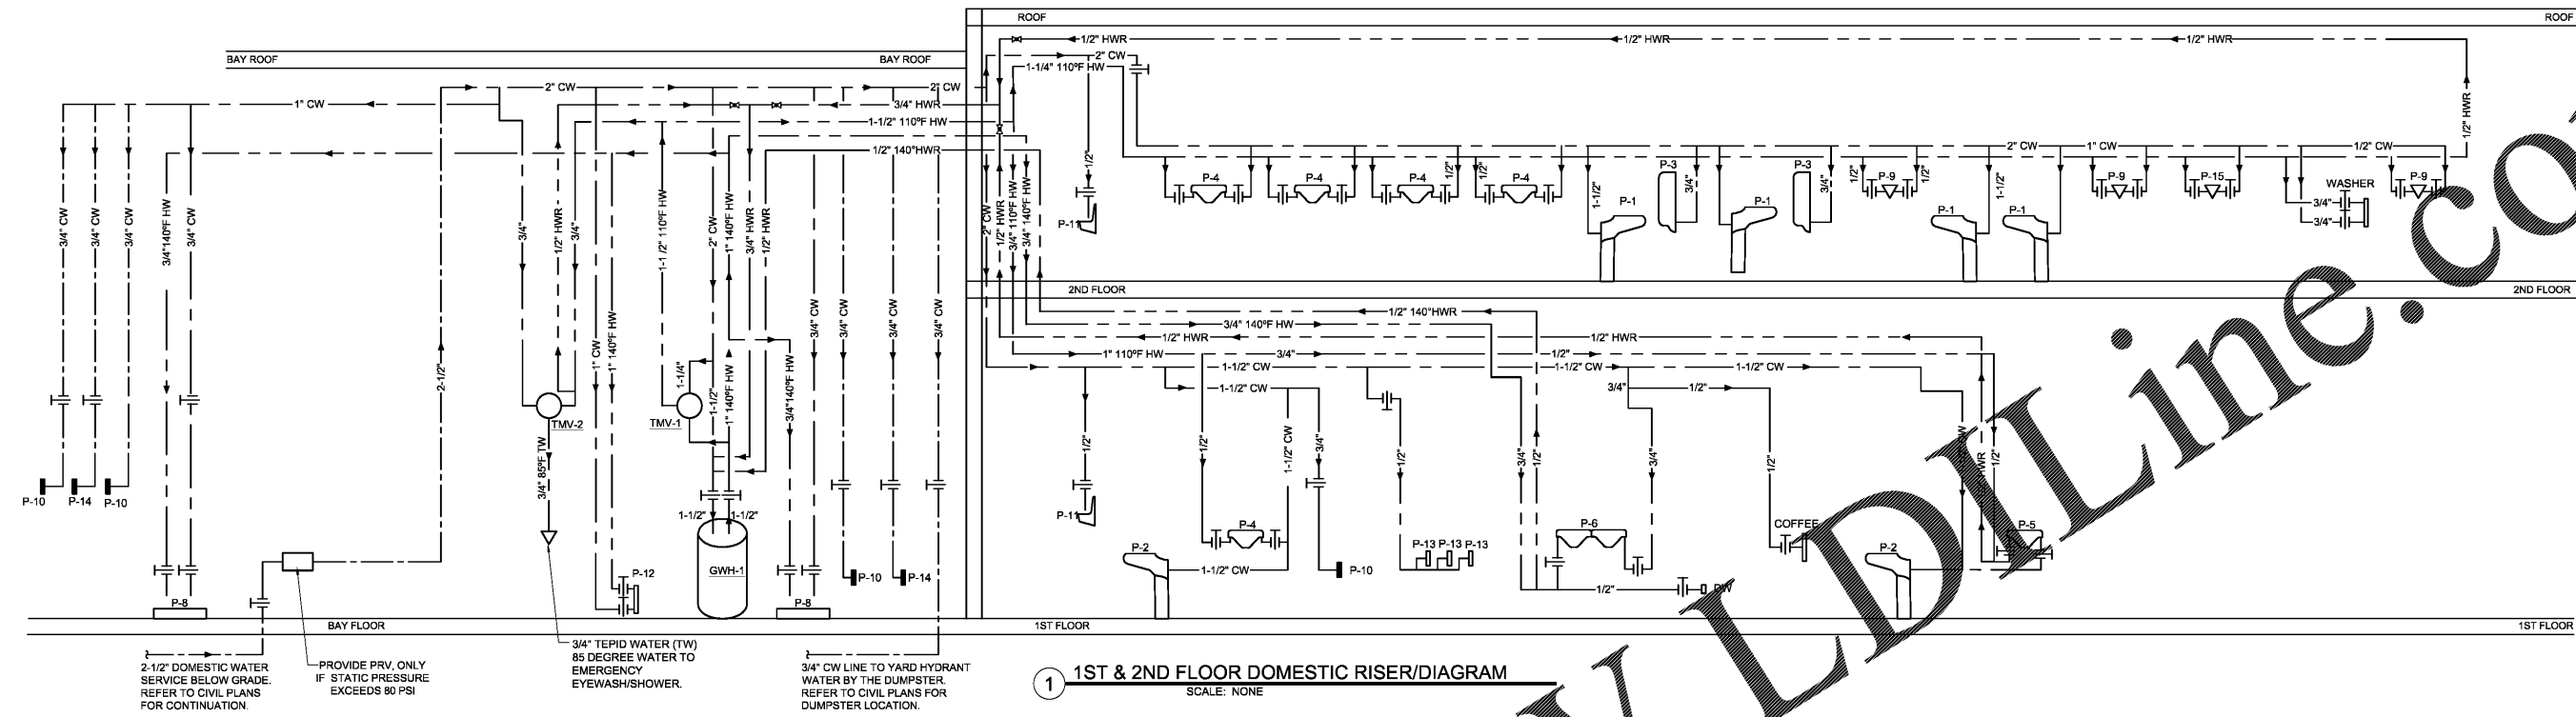 ROOF
ROOF
1/2" HWR
1/2" HWR
1/2" HWR
BAY ROOF
BAY ROOF
2" CW
1-1/4" 110°F HW
2" CW
2" CW
1" CW
3/4" HWR
1-1/2" 110°F HW
1/2" 140°HWR
1/2" HWR
2" CW
1" CW
1/2" CW
1/2"
P-4
P-4
P-4
1/2"
1/2"
P-4
P-3
3/4"
P-3
3/4"
1/2"
P-9
1/2"
P-9
P-15
P-9
WASHER
3/4"
3/4"
P-11
1-1/2"
P-1
P-1
P-1
1-1/2"
P-1
3/4" CW
3/4" CW
3/4" CW
3/4"140°F HW
3/4" CW
2-1/2"
3/4"
1/2" HWR
3/4"
1" CW
1" 140°F HW
1-1 /2" 110°F HW
2" CW
1" 140°F HW
3/4" HWR
1/2" HWR
3/4" CW
3/4" CW
3/4" CW
3/4" CW
2" CW
1/2" HWR
3/4" 110°F HW
3/4" 140°F HW
2ND FLOOR
2ND FLOOR
1/2" 140°HWR
3/4" 140°F HW
1/2" HWR
1/2" HWR
1" 110°F HW
3/4"
1/2"
1-1/2" CW
1-1/2" CW
1-1/2" CW
1-1/2" CW
3/4"
1/2"
1-1/4"
1-1/2"
1" 140°F HW
3/4"140°F HW
TMV-2
TMV-1
3/4" 85°F TW
1/2"
1/2"
1-1/2" CW
3/4"
1/2"
3/4"
1/2"
3/4"
1/2"
1/2"
P-10
P-14
P-10
1-1/2"
1-1/2"
P-11
P-4
P-6
COFFEE
P-5
P-2
P-13
P-13
P-13
P-2
GWH-1
P-12
P-10
P-14
1-1/2" CW
P-10
1/2"
DW
P-8
P-8
BAY FLOOR
1ST FLOOR
1ST FLOOR
2-1/2" DOMESTIC WATER
SERVICE BELOW GRADE.
REFER TO CIVIL PLANS
FOR CONTINUATION.
PROVIDE PRV, ONLY
IF STATIC PRESSURE
EXCEEDS 80 PSI
3/4" TEPID WATER (TW)
85 DEGREE WATER TO
EMERGENCY
EYEWASH/SHOWER.
3/4" CW LINE TO YARD HYDRANT
WATER BY THE DUMPSTER.
REFER TO CIVIL PLANS FOR
DUMPSTER LOCATION.
1
1ST & 2ND FLOOR DOMESTIC RISER/DIAGRAM
SCALE: NONE